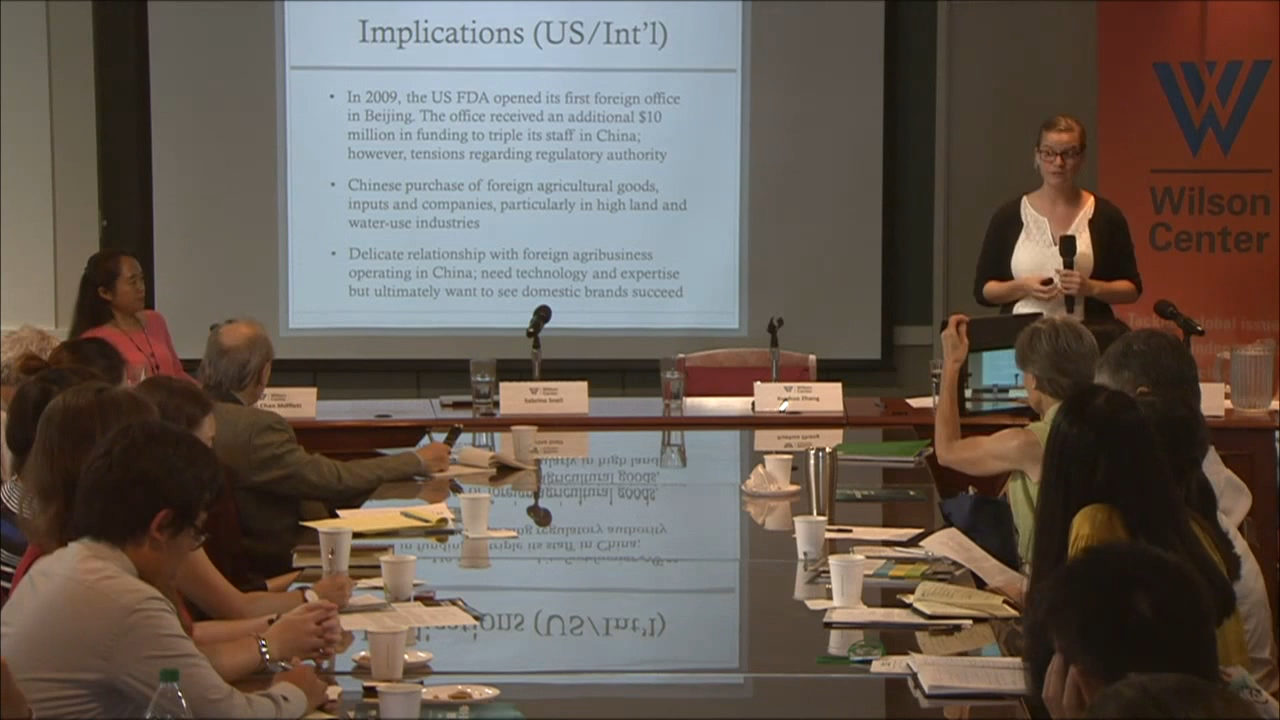 Implications (US/Int'l)
• In 2009, the US FDA opened its first foreign office
in Beijing. The office received an additional $10
million in funding to triple its staff in China;
however, tensions regarding regulatory authority
• Chinese purchase of foreign agricultural goods,
inputs and companies, particularly in high land and
water-use industries
• Delicate relationship with foreign agribusiness
operating in China; need technology and expertise
but ultimately want to see domestic brands succeed
W
Wilson
Center
Wilson
Center
Sabrina Snell
Wilson
Center
Zhang